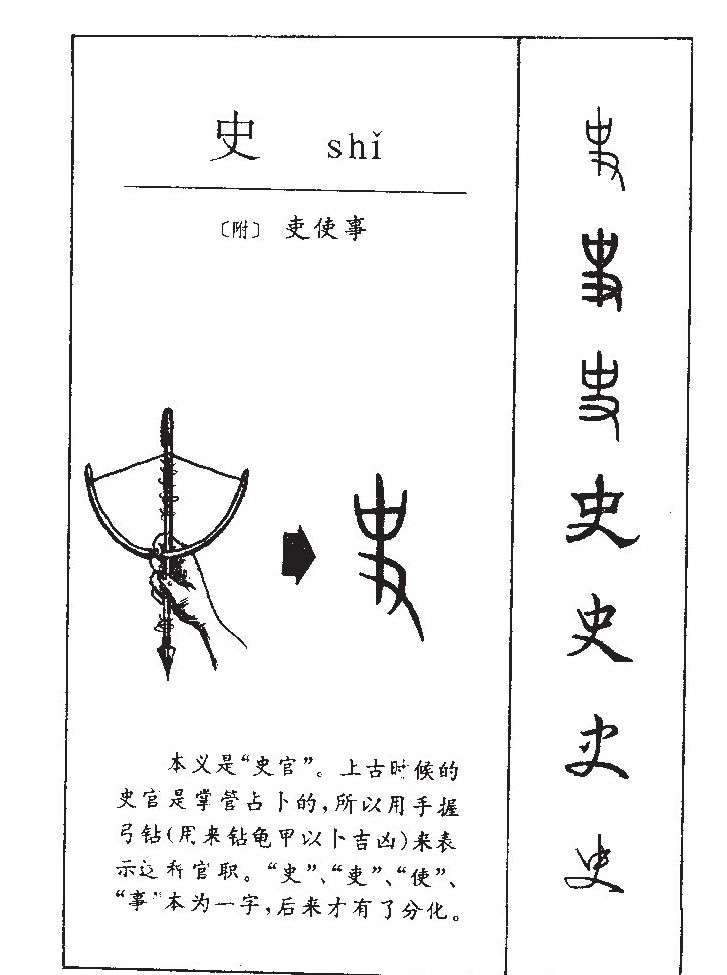 史 shǐ
〔附〕 吏使事
本义是“史官”。上古时候的
史官是掌管占卜的,所以用手握
弓钻(用来钻龟甲以卜吉凶)来表
示这种官职。“史”、“吏”、“使”、
“事”本为一字,后来才有了分化。
史
史
史
史